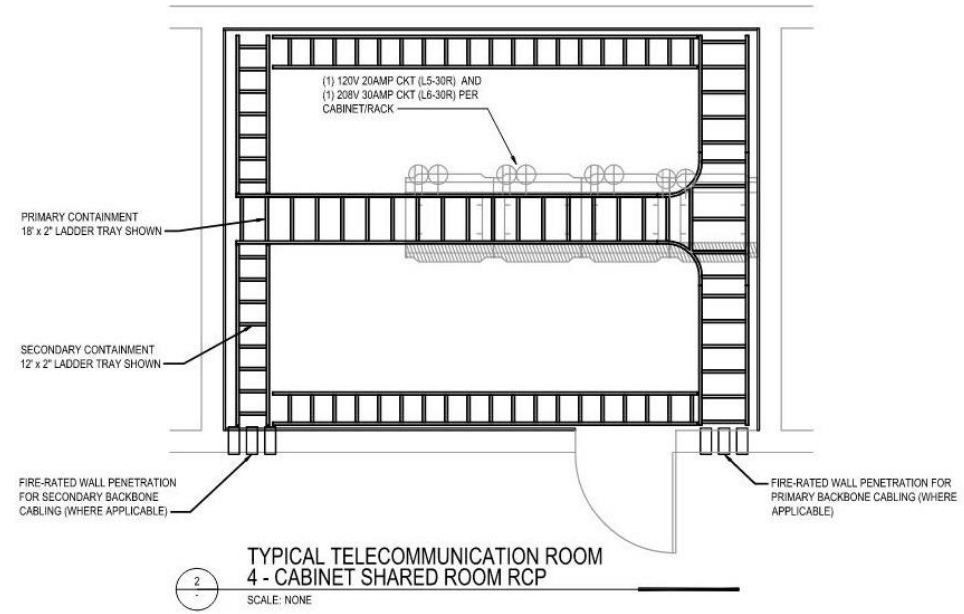 (1) 120V 20AMP CKT (L5-30R) AND
(1) 208V 30AMP CKT (L6-30R) PER
CABINET/RACK
PRIMARY CONTAINMENT
18' x 2" LADDER TRAY SHOWN
SECONDARY CONTAINMENT
12' x 2" LADDER TRAY SHOWN
FIRE-RATED WALL PENETRATION
FOR SECONDARY BACKBONE
CABLING (WHERE APPLICABLE)
FIRE-RATED WALL PENETRATION FOR
PRIMARY BACKBONE CABLING (WHERE
APPLICABLE)
2
-
TYPICAL TELECOMMUNICATION ROOM
4 - CABINET SHARED ROOM RCP
SCALE: NONE